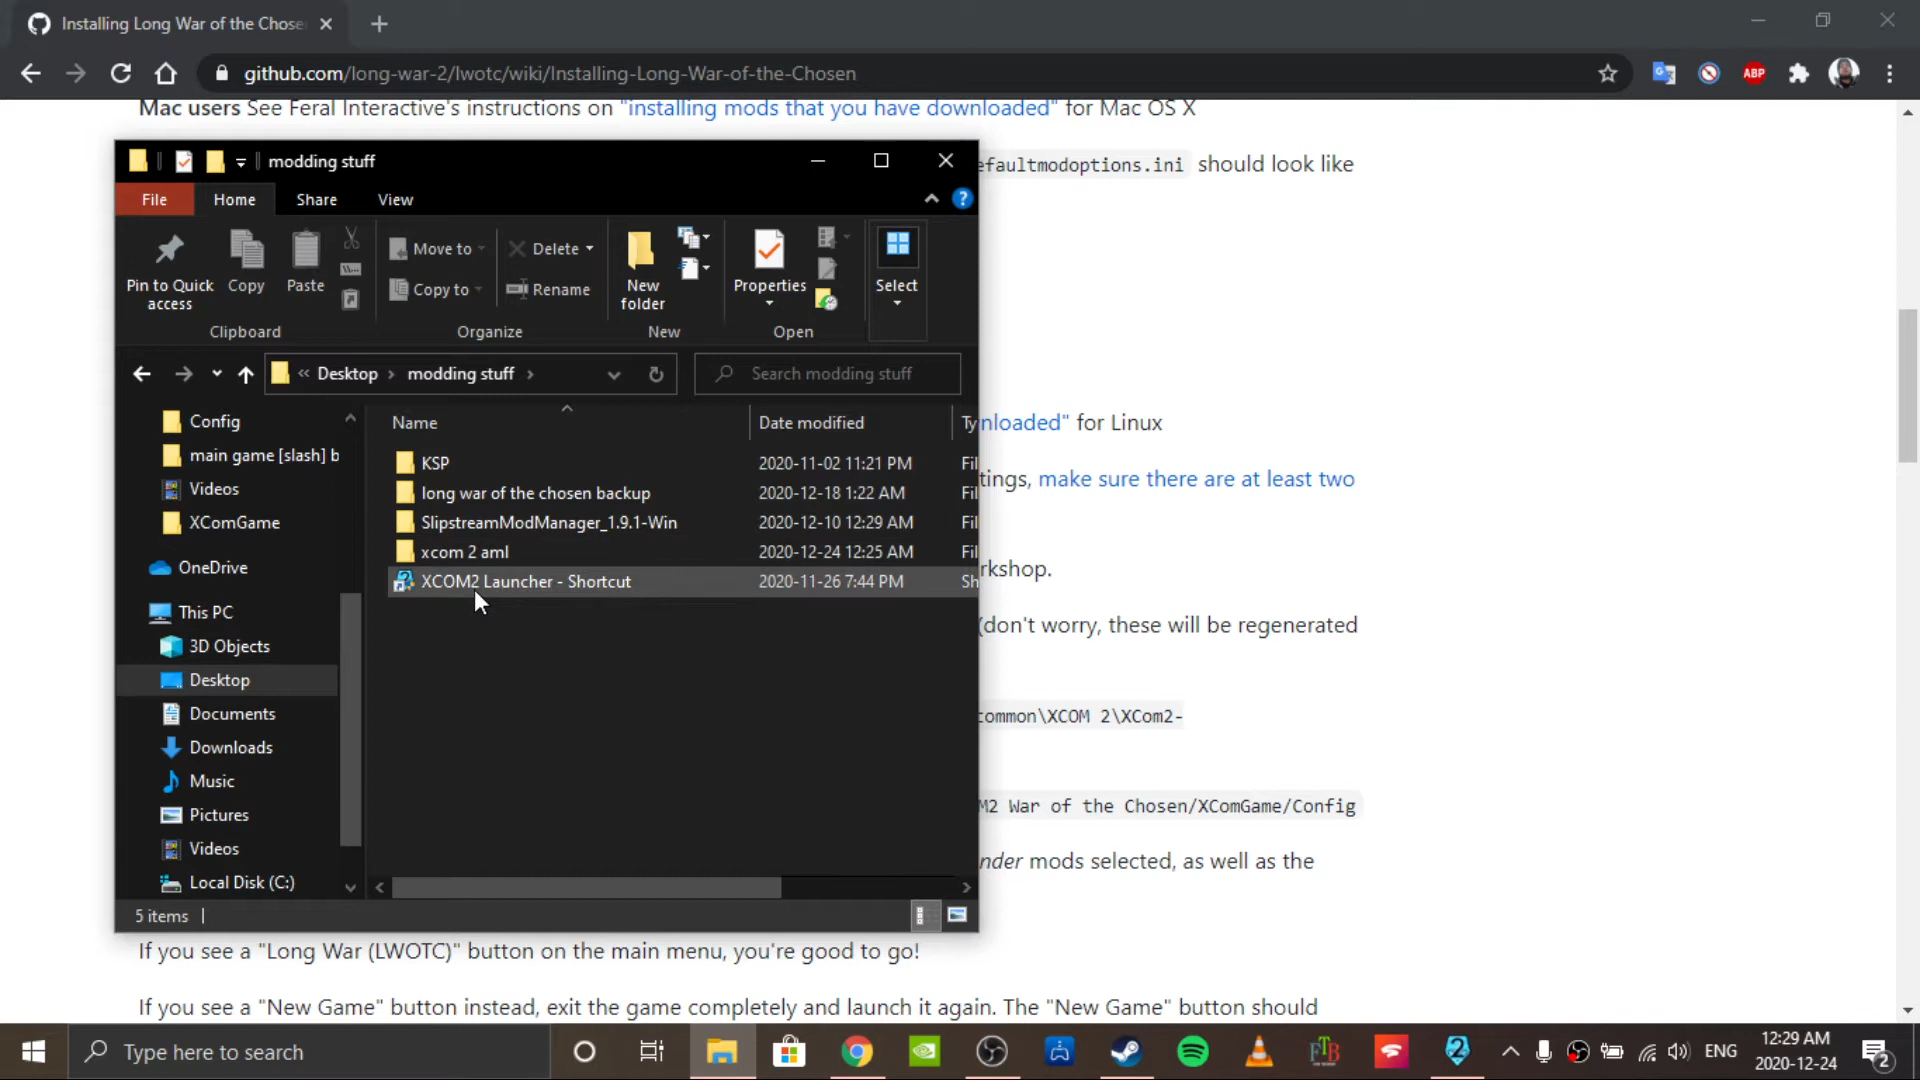 Installing Long War of the Chose
github.com/long-war-2/lwotc/wiki/Installing-Long-War-of-the-Chosen
ABP
Mac users See Feral Interactive's instructions on "installing mods that you have downloaded" for Mac OS X
efaultmodoptions.ini should look like
modding stuff
File
Home
Share
View
Pin to Quick access
Copy
Paste
Move to
Copy to
Delete
Rename
New folder
Properties
Select
Clipboard
Organize
New
Open
« Desktop > modding stuff >
Search modding stuff
Config
main game [slash] b
Videos
XComGame
OneDrive
This PC
3D Objects
Desktop
Documents
Downloads
Music
Pictures
Videos
Local Disk (C:)
Name
Date modified
Ty
KSP
2020-11-02 11:21 PM
Fil
long war of the chosen backup
2020-12-18 1:22 AM
Fil
SlipstreamModManager_1.9.1-Win
2020-12-10 12:29 AM
Fil
xcom 2 aml
2020-12-24 12:25 AM
Fil
XCOM2 Launcher - Shortcut
2020-11-26 7:44 PM
Sh
5 items
nloaded" for Linux
tings, make sure there are at least two
rkshop.
(don't worry, these will be regenerated
common\XCOM 2\XCom2-
M2 War of the Chosen/XComGame/Config
nder mods selected, as well as the
If you see a "Long War (LWOTC)" button on the main menu, you're good to go!
If you see a "New Game" button instead, exit the game completely and launch it again. The "New Game" button should
Type here to search
FTB
ENG
12:29 AM
2020-12-24
2